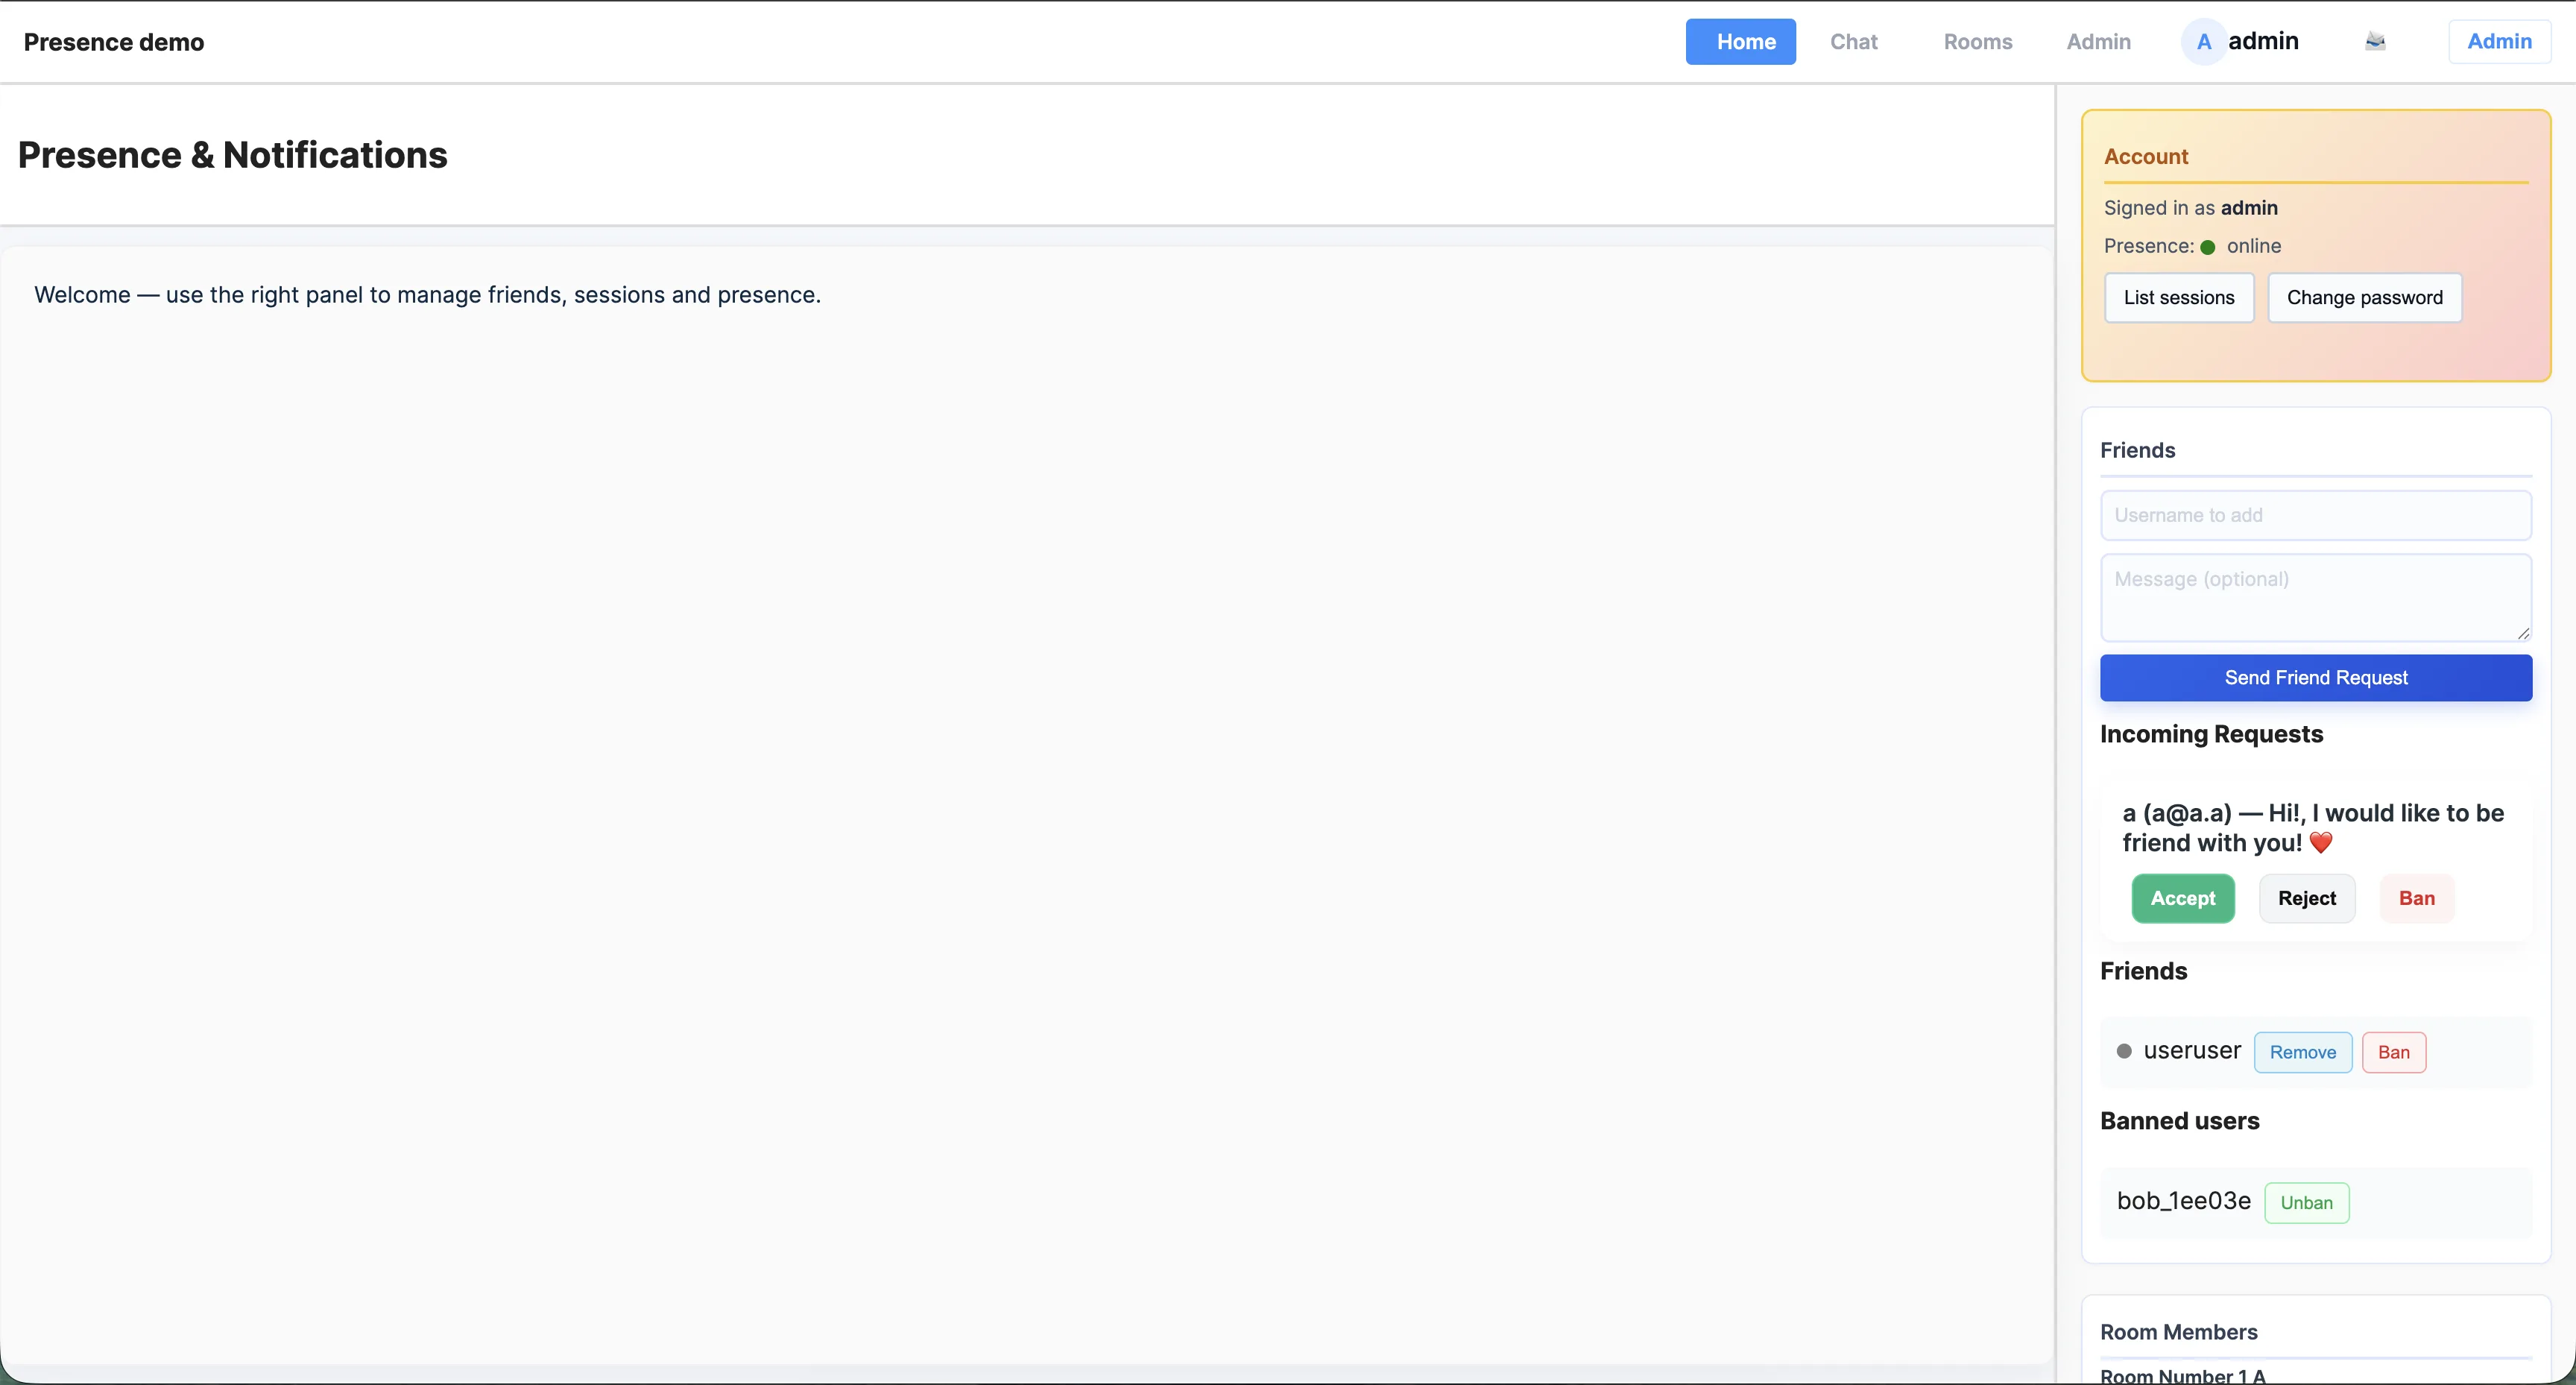 Presence demo
Home
Chat
Rooms
Admin
A
admin
Admin
Presence & Notifications
Welcome — use the right panel to manage friends, sessions and presence.
Account
Signed in as admin
Presence: online
List sessions
Change password
Friends
Username to add
Message (optional)
Send Friend Request
Incoming Requests
a (a@a.a) — Hi!, I would like to be
friend with you! ❤️
Accept
Reject
Ban
Friends
useruser
Remove
Ban
Banned users
bob_1ee03e
Unban
Room Members
Room Number 1 A